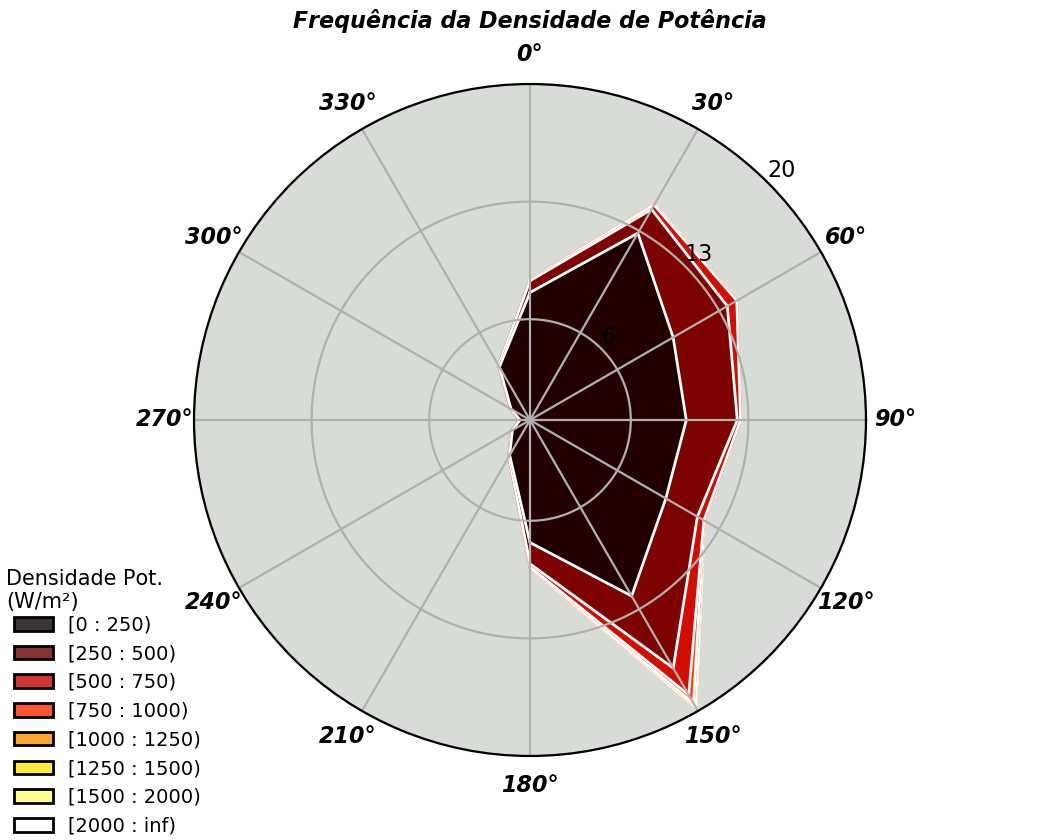 Frequência da Densidade de Potência
0°
330°
30°
20
300°
60°
13
6
270°
90°
240°
120°
210°
150°
180°
Densidade Pot.
(W/m²)
[0 : 250)
[250 : 500)
[500 : 750)
[750 : 1000)
[1000 : 1250)
[1250 : 1500)
[1500 : 2000)
[2000 : inf)